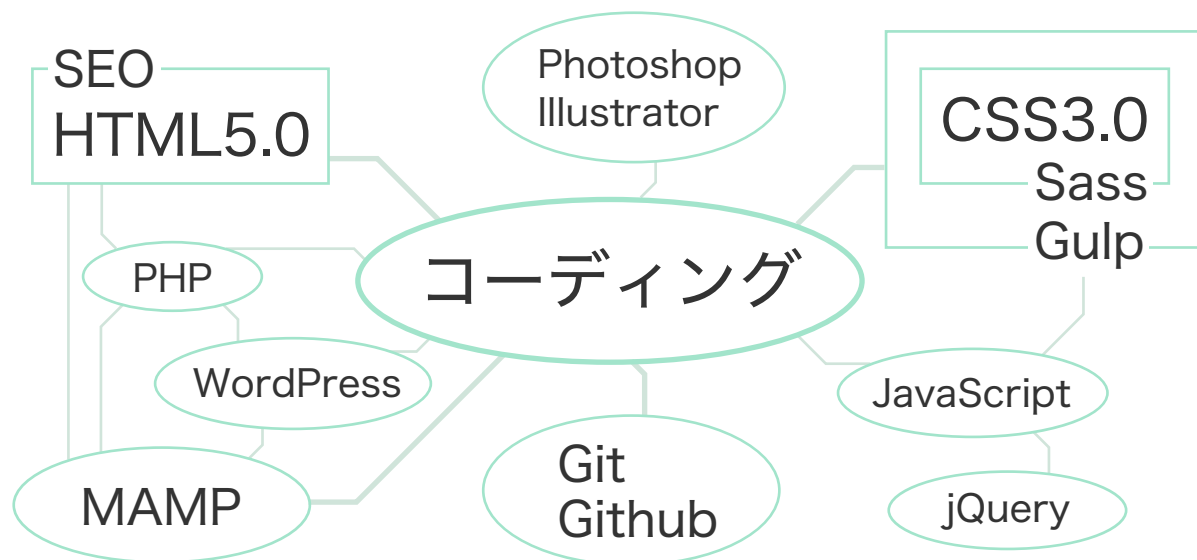 SEO
HTML5.0
Photoshop
Illustrator
CSS3.0
Sass
Gulp
コーディング
PHP
WordPress
JavaScript
MAMP
Git
Github
jQuery